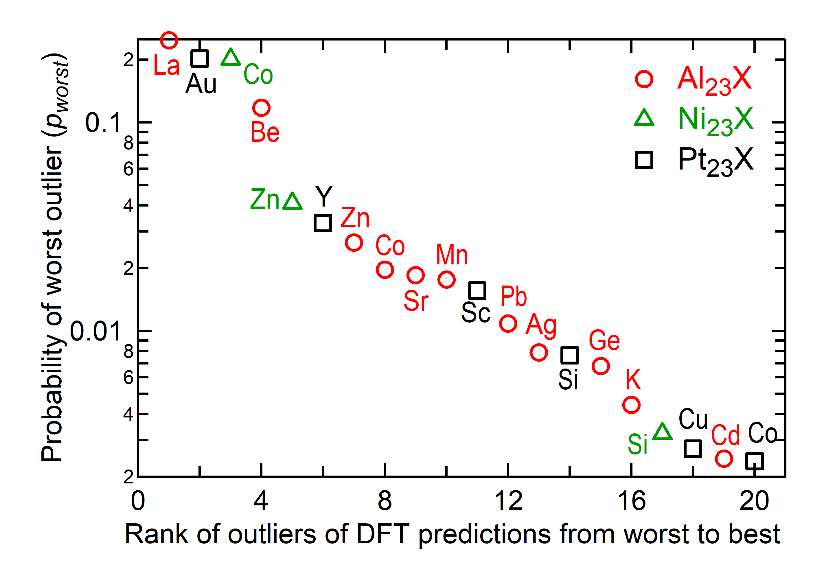 2
0.1
8
6
4
2
0.01
8
6
4
2
Probability of worst outlier (p_worst)
La
Au
Co
Be
Zn
Y
Zn
Co
Sr
Mn
Sc
Pb
Ag
Si
Ge
K
Si
Cu
Cd
Co
Al₂₃X
Ni₂₃X
Pt₂₃X
0 4 8 12 16 20
Rank of outliers of DFT predictions from worst to best